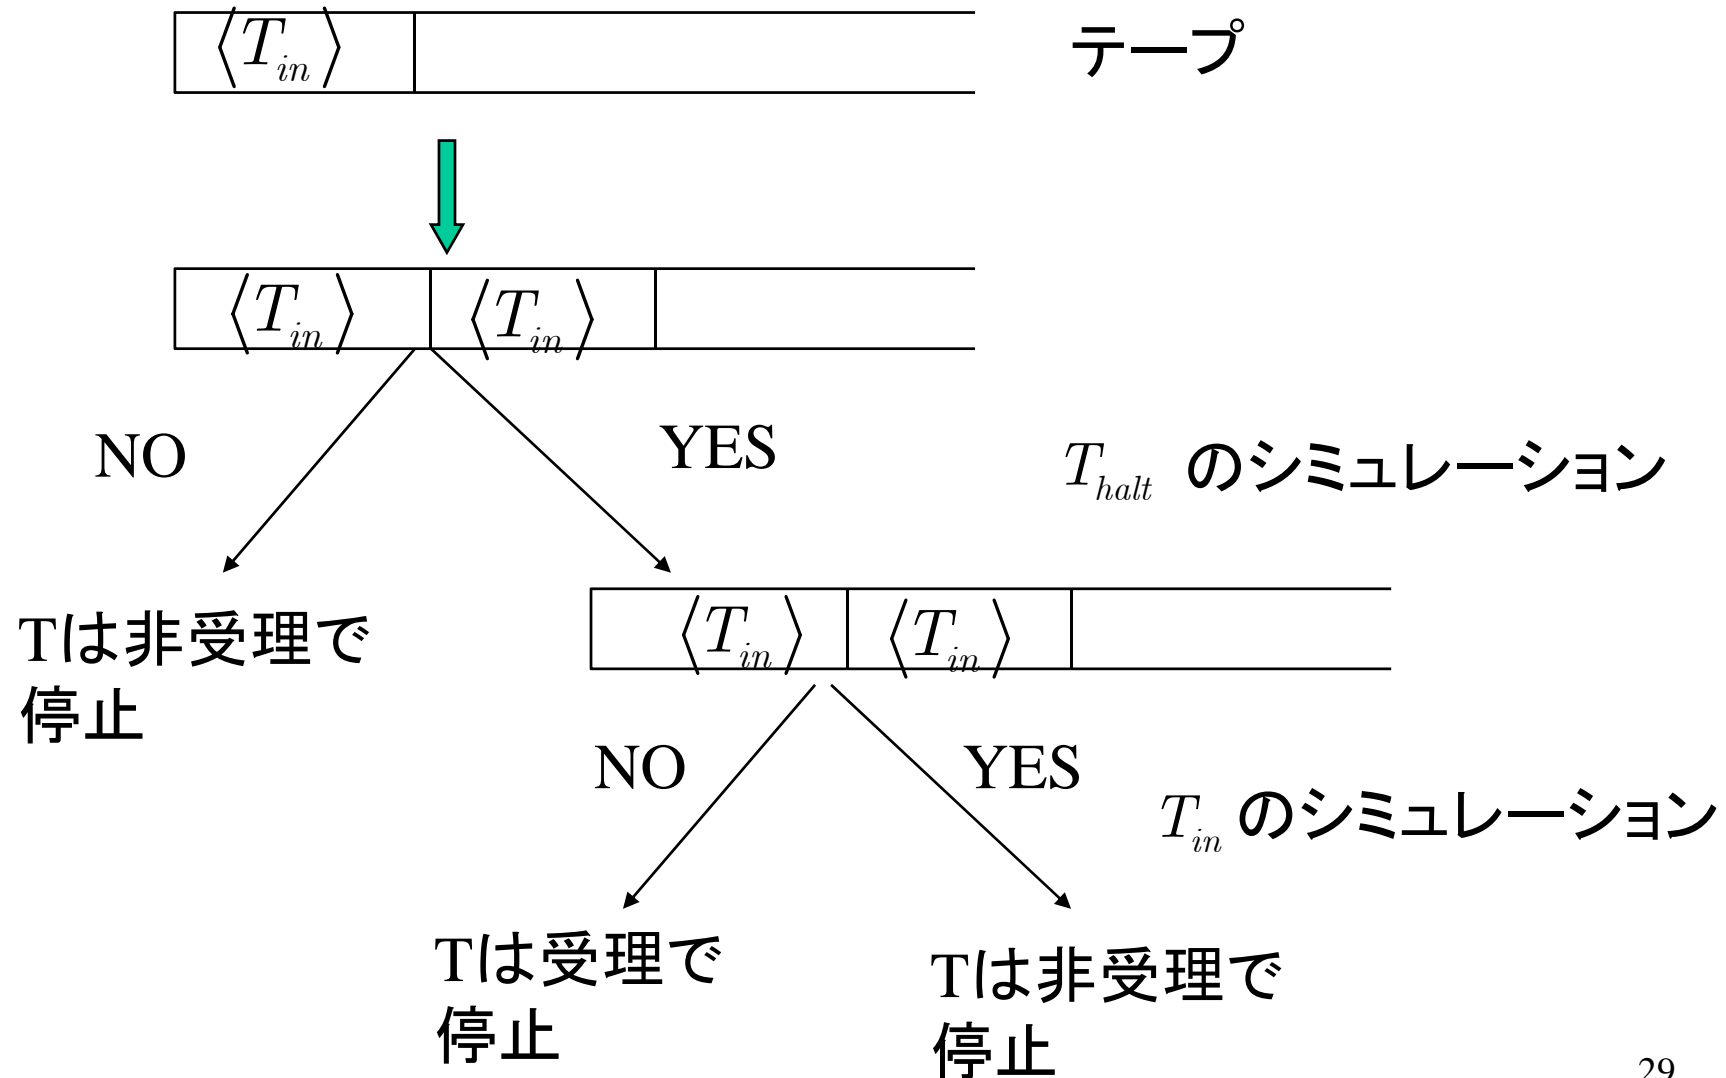 ⟨T_in⟩ テープ
⟨T_in⟩ ⟨T_in⟩
NO YES T_halt のシミュレーション
⟨T_in⟩ ⟨T_in⟩
Tは非受理で
停止
NO YES T_in のシミュレーション
Tは受理で
停止
Tは非受理で
停止
29